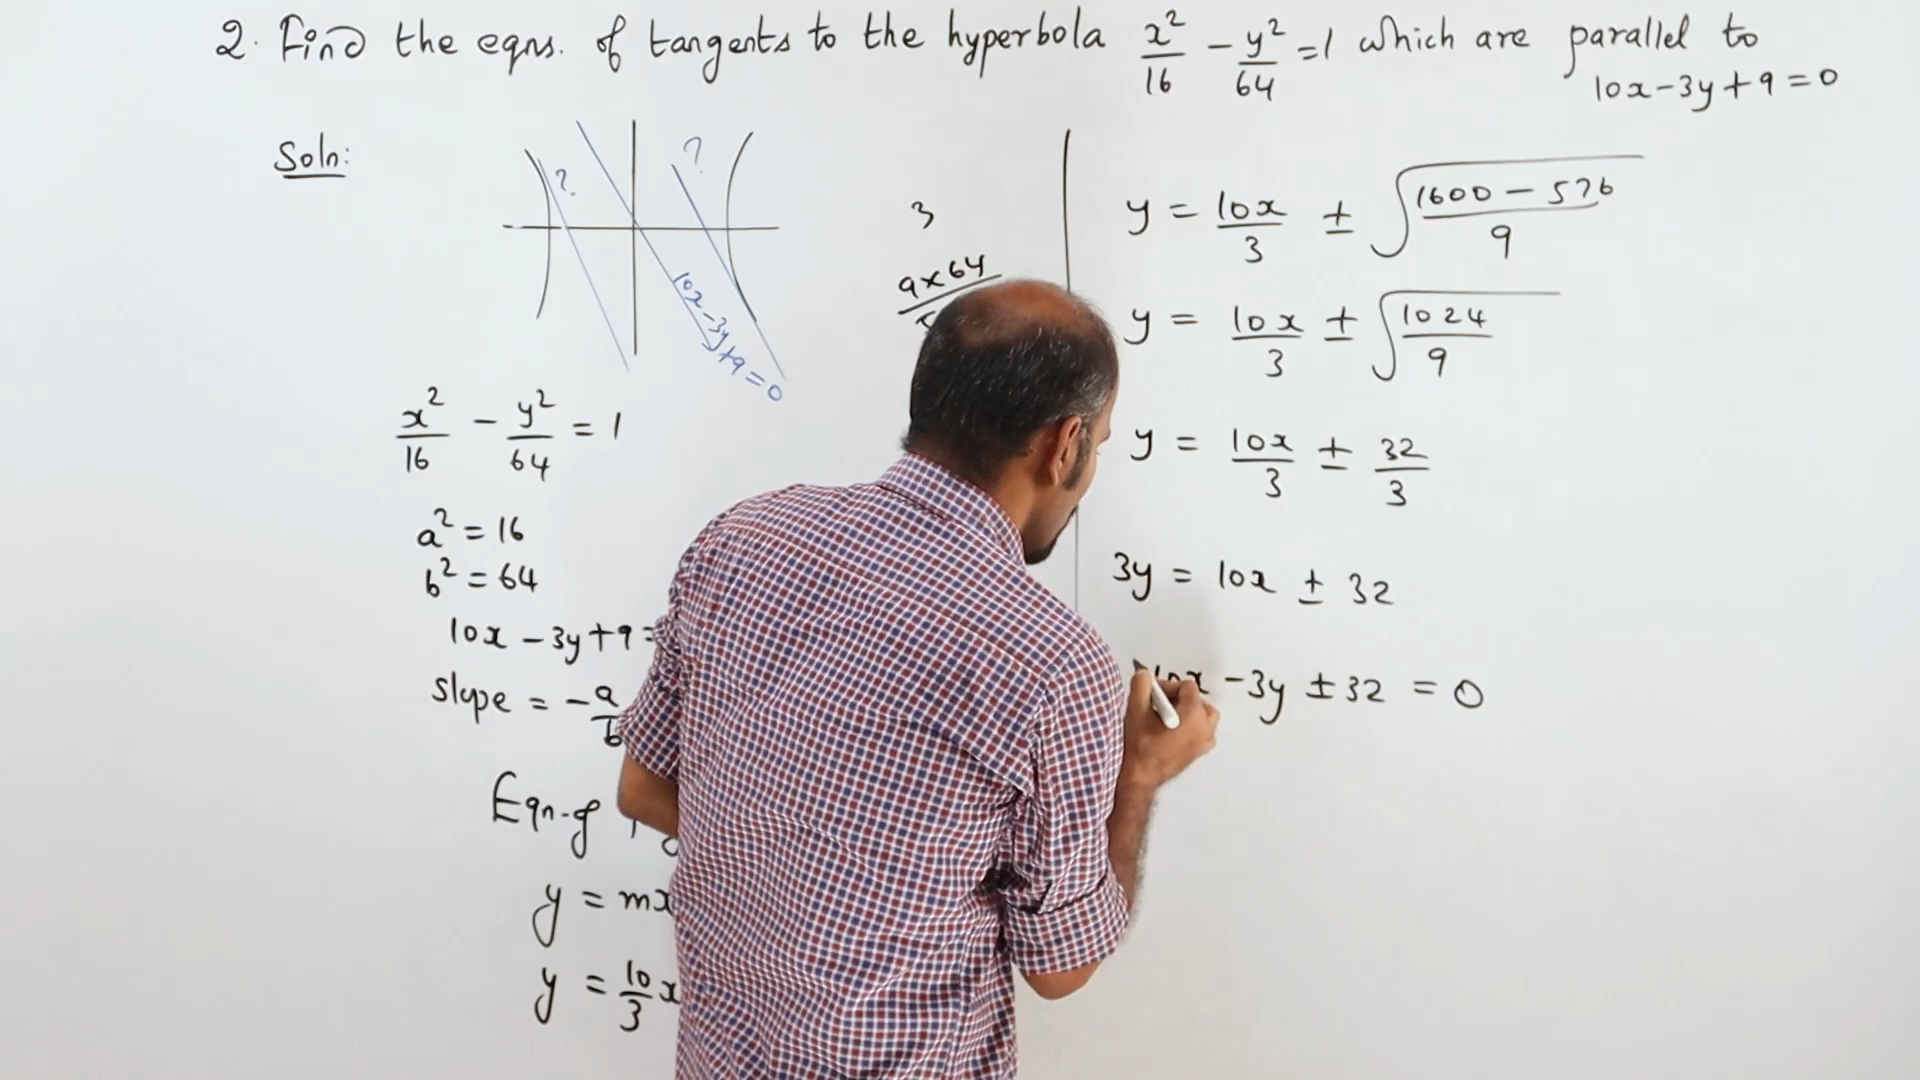 2. Find the eqns. of tangents to the hyperbola x²/16 - y²/64 = 1 which are parallel to
10x-3y+9=0
Soln:
?
?
10x-3y+9=0
x²/16 - y²/64 = 1
a² = 16
b² = 64
10x - 3y+9=
slope = -a/b
Eqn. of
y = mx
y = 10/3 x
3
9x64
y = 10x/3 ± √(1600 - 576/9)
y = 10x/3 ± √(1024/9)
y = 10x/3 ± 32/3
3y = 10x ± 32
10x -3y ±32 = 0